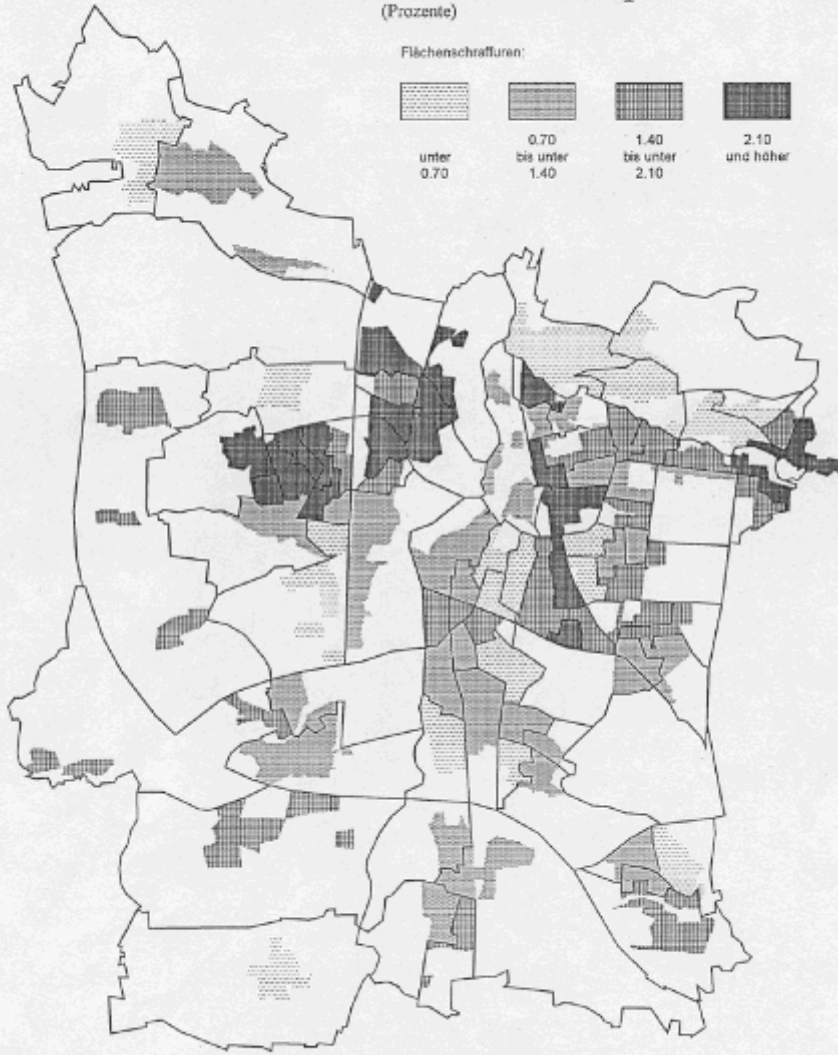 (Prozente)
Flächenschraffuren:
unter
0.70
0.70
bis unter
1.40
1.40
bis unter
2.10
2.10
und höher